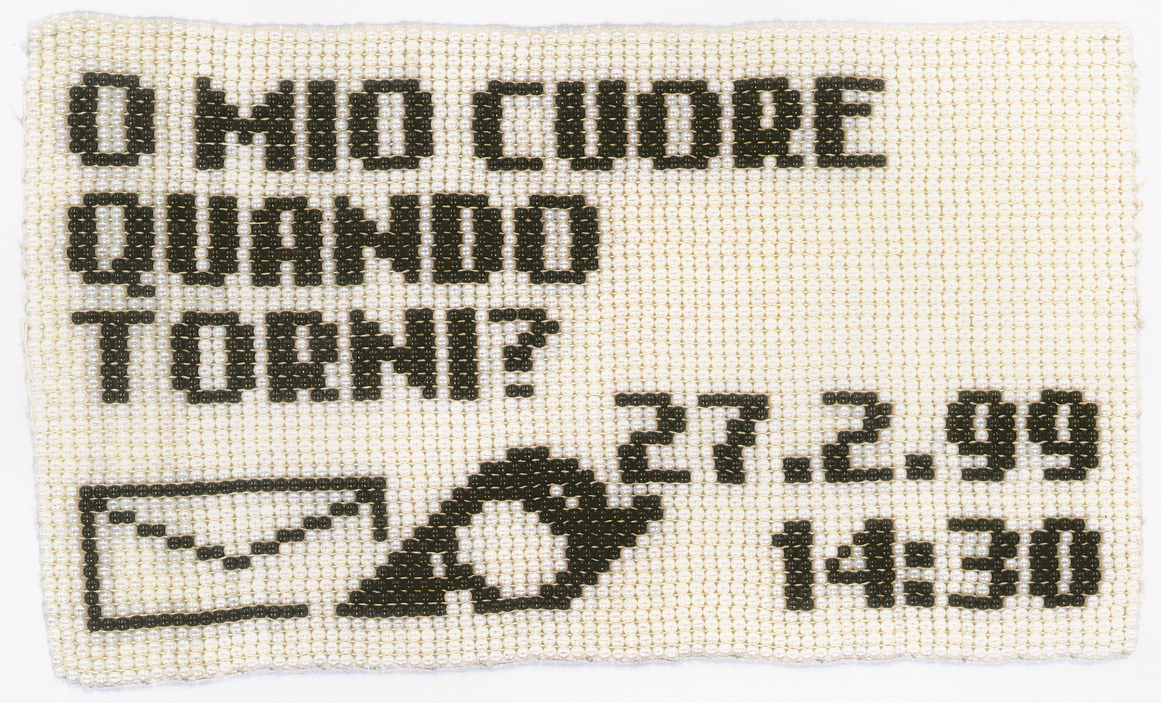 O MIO CUORE
QUANDO
TORNI?
27.2.99
14:30